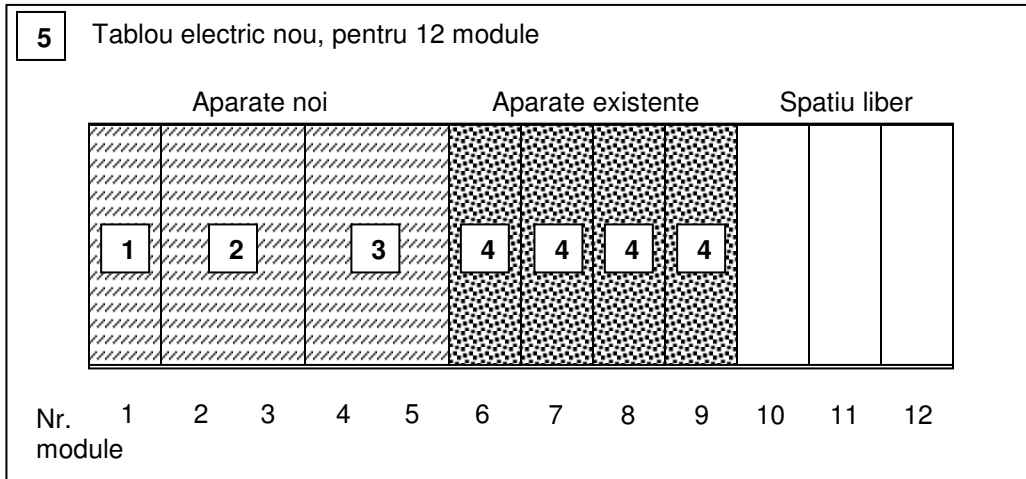 5 Tablou electric nou, pentru 12 module
Aparate noi Aparate existente Spatiu liber
1 2 3 4 4 4 4
Nr. 1 2 3 4 5 6 7 8 9 10 11 12
module